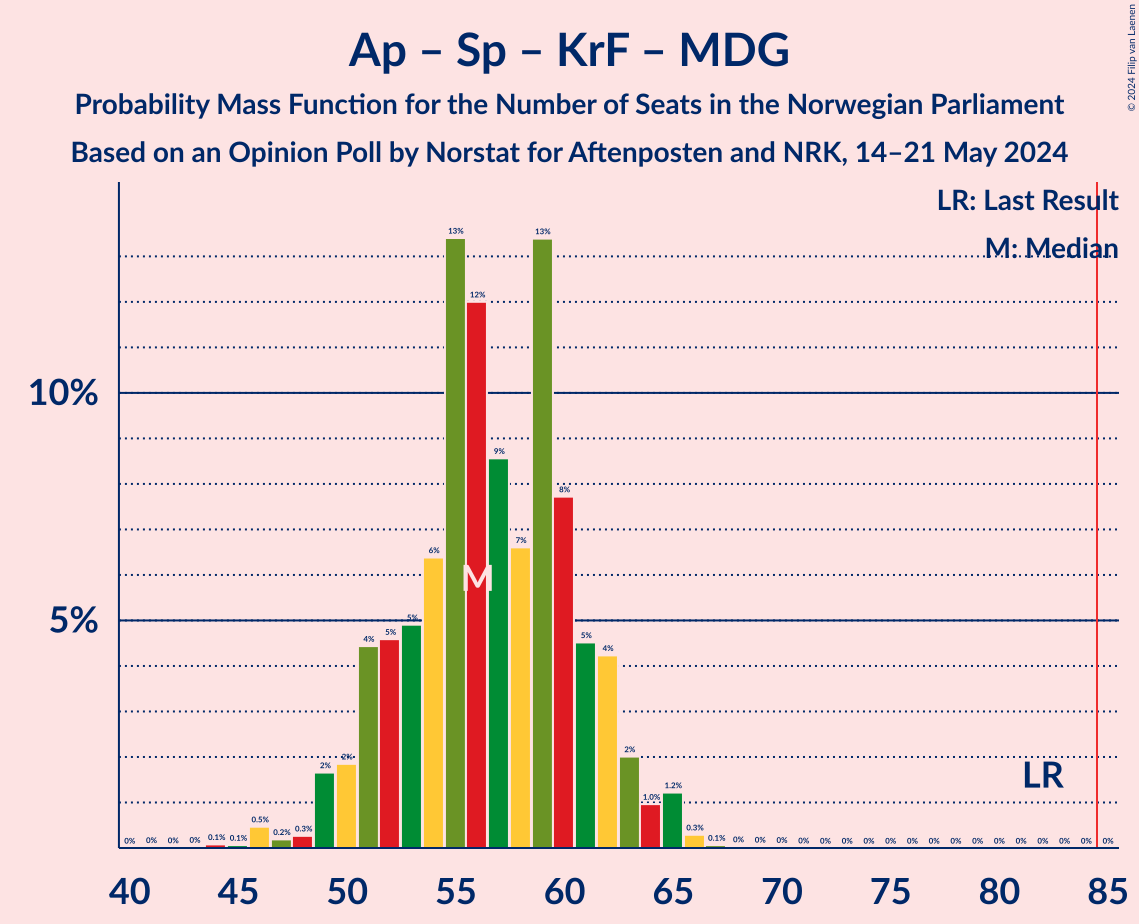 © 2024 Filip van Laenen
Ap – Sp – KrF – MDG
Probability Mass Function for the Number of Seats in the Norwegian Parliament
Based on an Opinion Poll by Norstat for Aftenposten and NRK, 14–21 May 2024
LR: Last Result
M: Median
10%
5%
0% 0% 0% 0% 0.1% 0.1% 0.5% 0.2% 0.3% 2% 2% 4% 5% 5% 6% 13% 12% 9% 7% 13% 8% 5% 4% 2% 1.0% 1.2% 0.3% 0.1% 0% 0% 0% 0% 0% 0% 0% 0% 0% 0% 0% 0% 0% 0% 0% 0% 0% 0%
M
LR
40 45 50 55 60 65 70 75 80 85